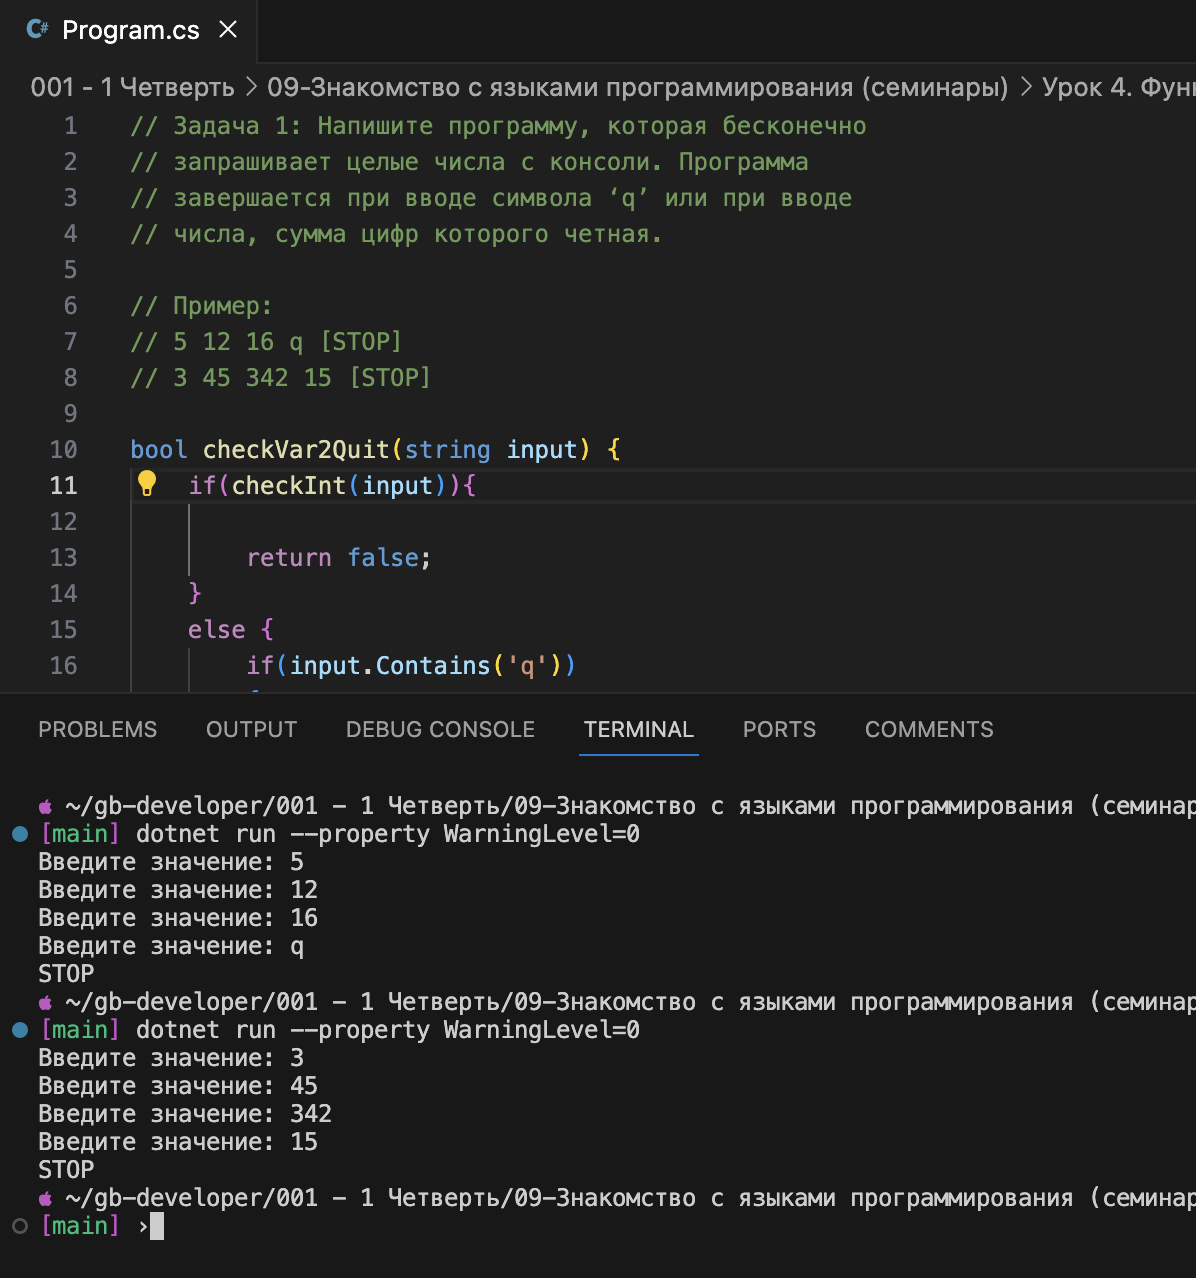 Program.cs
001 - 1 Четверть > 09-Знакомство с языками программирования (семинары) > Урок 4. Фун
1 // Задача 1: Напишите программу, которая бесконечно
2 // запрашивает целые числа с консоли. Программа
3 // завершается при вводе символа ‘q’ или при вводе
4 // числа, сумма цифр которого четная.
5
6 // Пример:
7 // 5 12 16 q [STOP]
8 // 3 45 342 15 [STOP]
9
10 bool checkVar2Quit(string input) {
11 if(checkInt(input)){
12
13 return false;
14 }
15 else {
16 if(input.Contains('q'))
PROBLEMS OUTPUT DEBUG CONSOLE TERMINAL PORTS COMMENTS
~/gb-developer/001 - 1 Четверть/09-Знакомство с языками программирования (семинар
[main] dotnet run --property WarningLevel=0
Введите значение: 5
Введите значение: 12
Введите значение: 16
Введите значение: q
STOP
~/gb-developer/001 - 1 Четверть/09-Знакомство с языками программирования (семинар
[main] dotnet run --property WarningLevel=0
Введите значение: 3
Введите значение: 45
Введите значение: 342
Введите значение: 15
STOP
~/gb-developer/001 - 1 Четверть/09-Знакомство с языками программирования (семинар
[main] ›